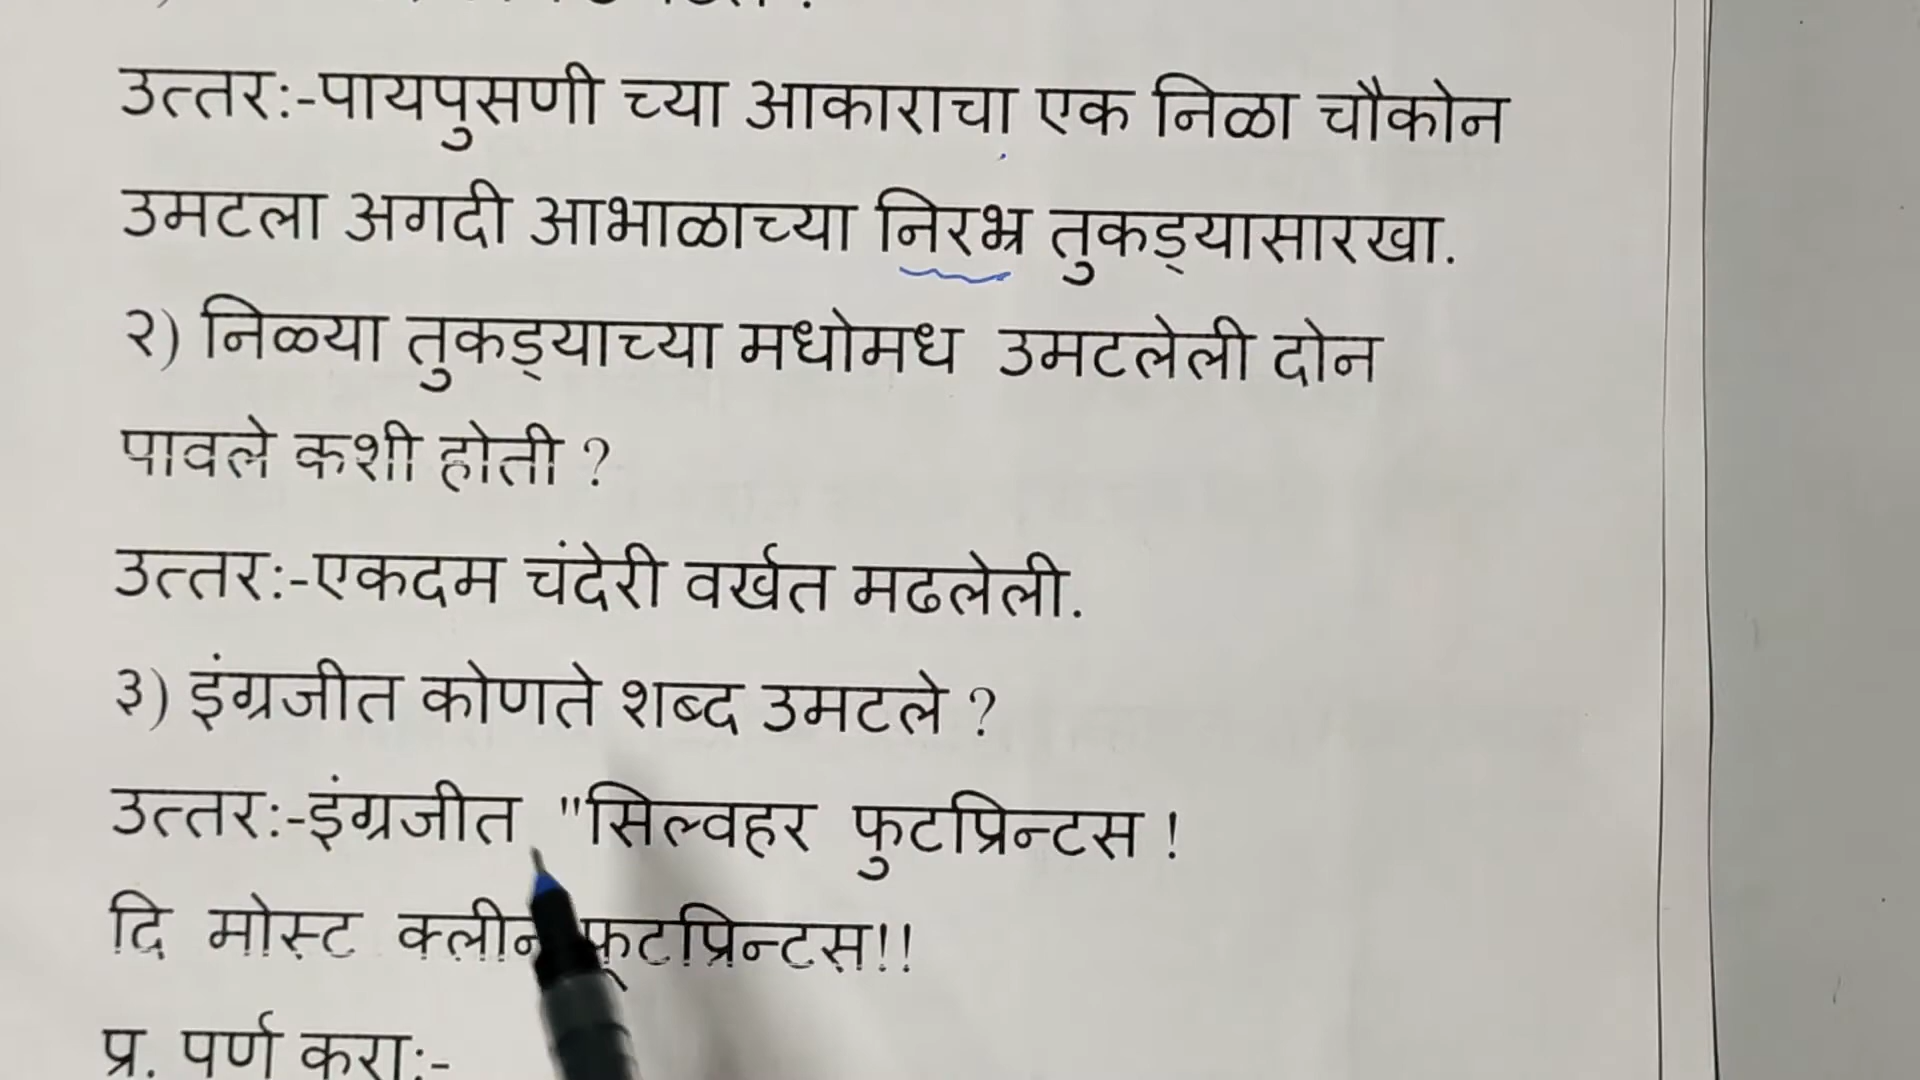 उत्तर:-पायपुसणी च्या आकाराचा एक निळा चौकोन
उमटला अगदी आभाळाच्या निरभ्र तुकड्यासारखा.
२) निळ्या तुकड्याच्या मधोमध उमटलेली दोन
पावले कशी होती ?
उत्तर:-एकदम चंदेरी वर्खत मढलेली.
३) इंग्रजीत कोणते शब्द उमटले ?
उत्तर:-इंग्रजीत "सिल्वहर फुटप्रिन्टस !
दि मोस्ट क्लीन फूटप्रिन्टस!!
प्र. पर्ण करा:-